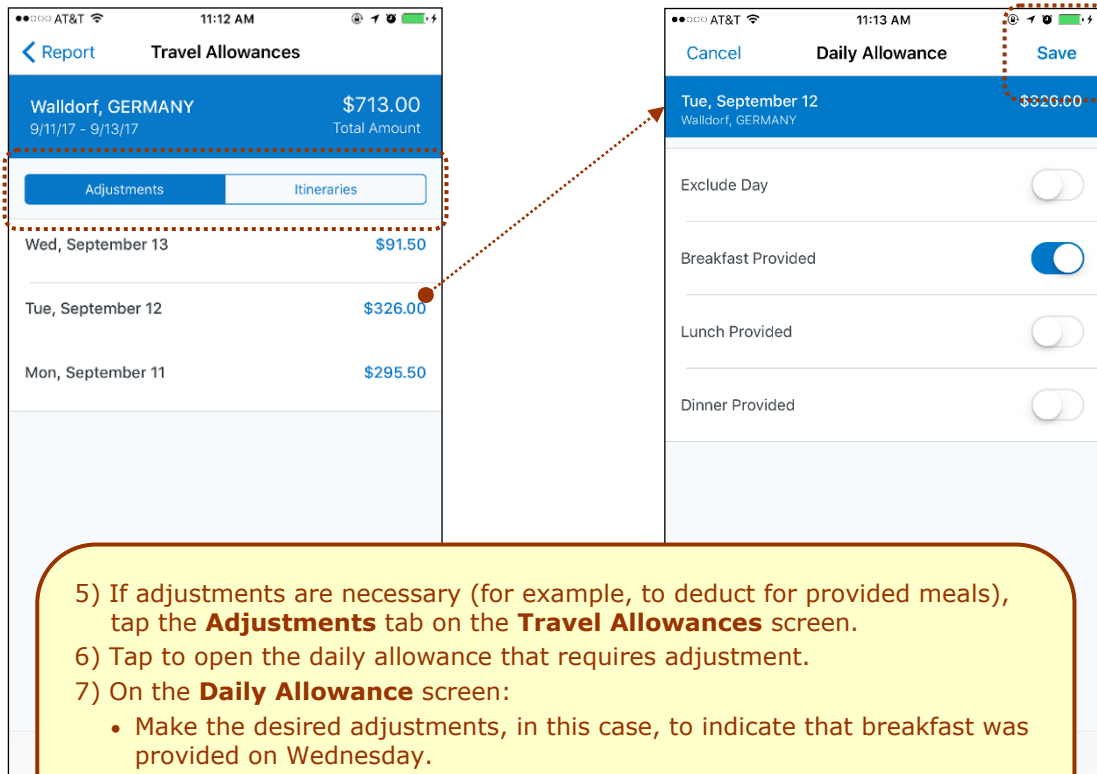 AT&T 11:12 AM
Report Travel Allowances
Walldorf, GERMANY $713.00
9/11/17 - 9/13/17 Total Amount
Adjustments Itineraries
Wed, September 13 $91.50
Tue, September 12 $326.00
Mon, September 11 $295.50
AT&T 11:13 AM
Cancel Daily Allowance Save
Tue, September 12 $326.00
Walldorf, GERMANY
Exclude Day
Breakfast Provided
Lunch Provided
Dinner Provided
5) If adjustments are necessary (for example, to deduct for provided meals),
tap the Adjustments tab on the Travel Allowances screen.
6) Tap to open the daily allowance that requires adjustment.
7) On the Daily Allowance screen:
• Make the desired adjustments, in this case, to indicate that breakfast was
provided on Wednesday.